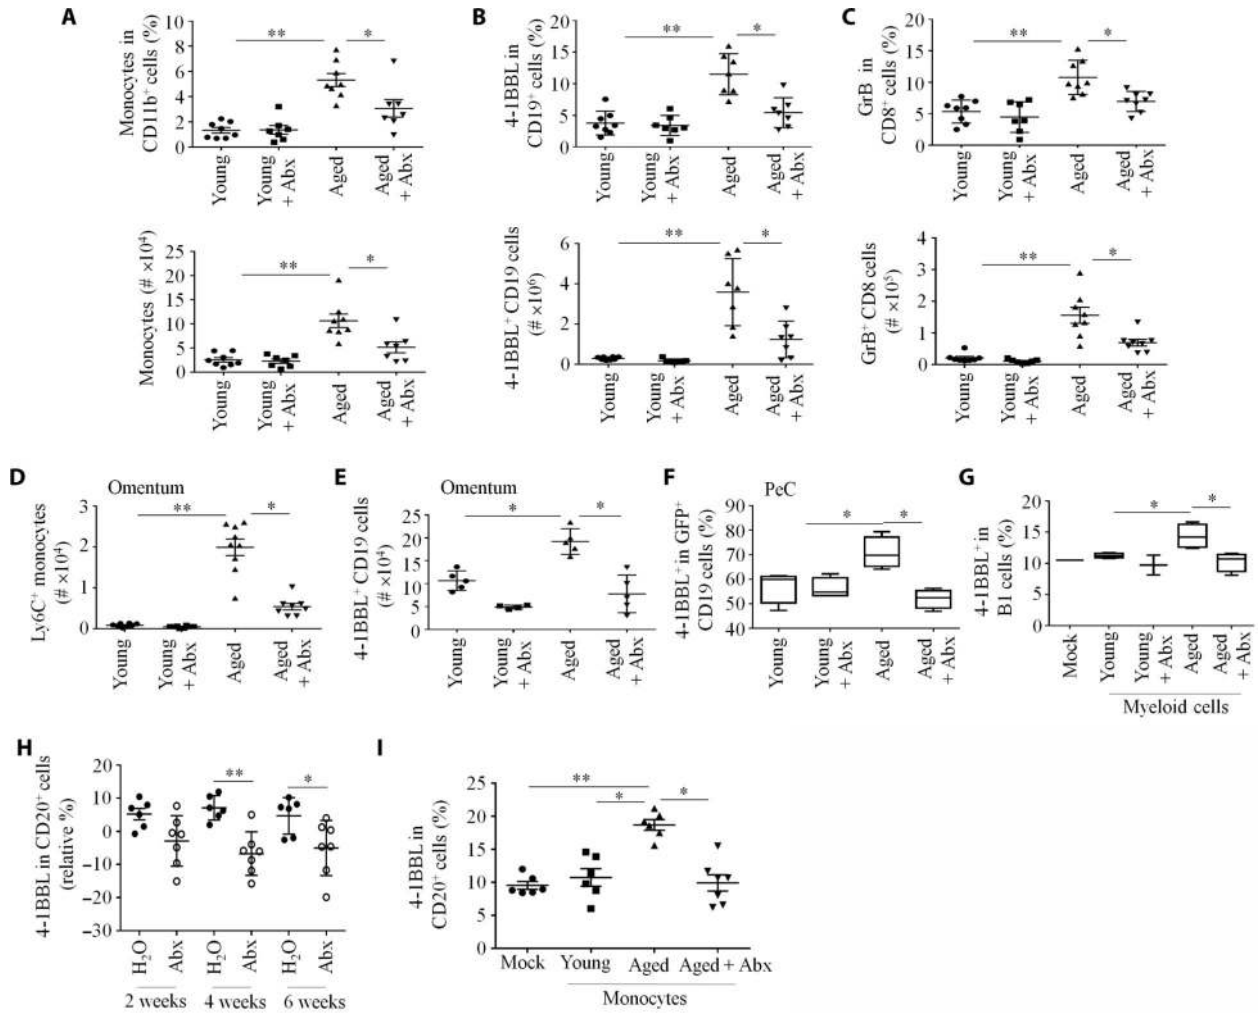 A
Monocytes in
CD11b⁺ cells (%)
10
8
6
4
2
0
**
*
Young
Young
+ Abx
Aged
Aged
+ Abx
Monocytes (# ×10⁴)
25
20
15
10
5
0
**
*
Young
Young
+ Abx
Aged
Aged
+ Abx
B
4-1BBL in
CD19⁺ cells (%)
20
15
10
5
0
**
*
Young
Young
+ Abx
Aged
Aged
+ Abx
4-1BBL⁺ CD19 cells
(# ×10⁶)
6
4
2
0
**
*
Young
Young
+ Abx
Aged
Aged
+ Abx
C
GrB in
CD8⁺ cells (%)
20
15
10
5
0
**
*
Young
Young
+ Abx
Aged
Aged
+ Abx
GrB⁺ CD8 cells
(# ×10⁵)
4
3
2
1
0
**
*
Young
Young
+ Abx
Aged
Aged
+ Abx
D
Omentum
Ly6C⁺ monocytes
(# ×10⁴)
3
2
1
0
**
*
Young
Young
+ Abx
Aged
Aged
+ Abx
E
Omentum
4-1BBL⁺ CD19 cells
(# ×10⁴)
25
20
15
10
5
0
*
*
Young
Young
+ Abx
Aged
Aged
+ Abx
F
PeC
4-1BBL⁺ in GFP⁺
CD19 cells (%)
90
80
70
60
50
40
*
*
Young
Young
+ Abx
Aged
Aged
+ Abx
G
4-1BBL⁺ in
B1 cells (%)
20
15
10
5
0
*
*
Mock
Young
Young
+ Abx
Aged
Aged
+ Abx
Myeloid cells
H
4-1BBL in CD20⁺ cells
(relative %)
20
10
0
−10
−20
−30
**
*
H₂O
Abx
H₂O
Abx
H₂O
Abx
2 weeks
4 weeks
6 weeks
I
4-1BBL in
CD20⁺ cells (%)
25
20
15
10
5
0
**
*
*
Mock
Young
Aged
Aged + Abx
Monocytes